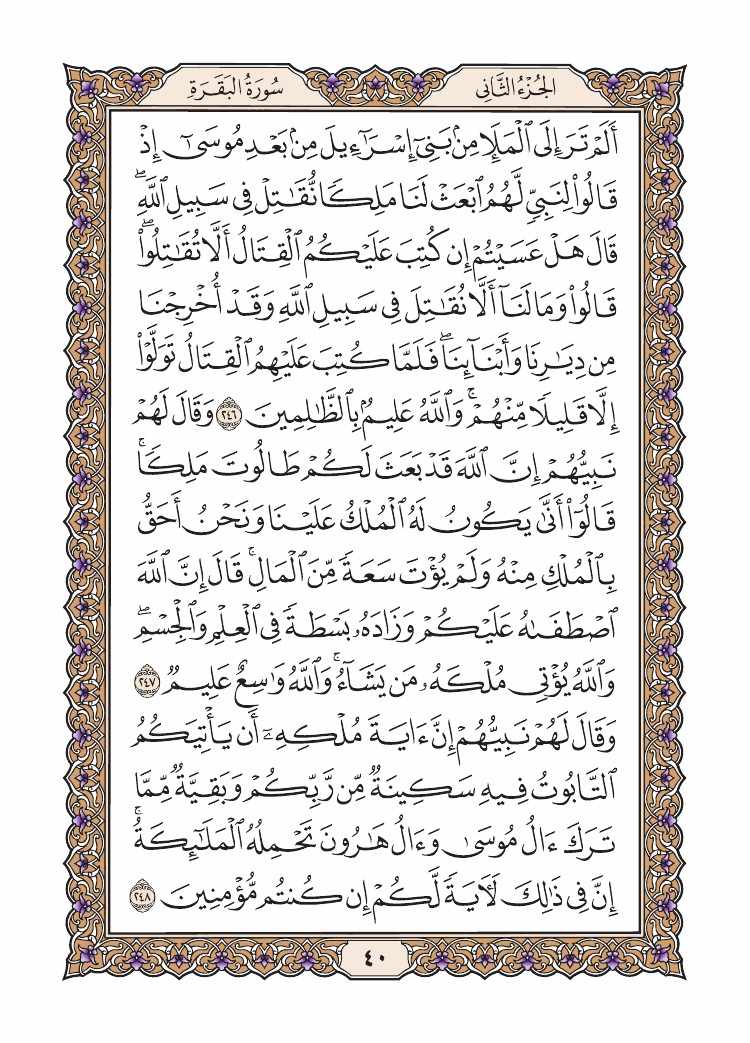 الجُزْءُ الثَّانِي
سُورَةُ البَقَرَةِ
أَلَمْ تَرَ إِلَى ٱلْمَلَإِ مِنۢ بَنِىٓ إِسْرَٰٓءِيلَ مِنۢ بَعْدِ مُوسَىٰٓ إِذْ
قَالُوا۟ لِنَبِىٍّ لَّهُمُ ٱبْعَثْ لَنَا مَلِكًا نُّقَٰتِلْ فِى سَبِيلِ ٱللَّهِۖ
قَالَ هَلْ عَسَيْتُمْ إِن كُتِبَ عَلَيْكُمُ ٱلْقِتَالُ أَلَّا تُقَٰتِلُوا۟ۖ
قَالُوا۟ وَمَا لَنَآ أَلَّا نُقَٰتِلَ فِى سَبِيلِ ٱللَّهِ وَقَدْ أُخْرِجْنَا
مِن دِيَٰرِنَا وَأَبْنَآئِنَاۖ فَلَمَّا كُتِبَ عَلَيْهِمُ ٱلْقِتَالُ تَوَلَّوْا۟
إِلَّا قَلِيلًا مِّنْهُمْۚ وَٱللَّهُ عَلِيمٌۢ بِٱلظَّٰلِمِينَ ٢٤٦ وَقَالَ لَهُمْ
نَبِيُّهُمْ إِنَّ ٱللَّهَ قَدْ بَعَثَ لَكُمْ طَالُوتَ مَلِكًاۚ
قَالُوٓا۟ أَنَّىٰ يَكُونُ لَهُ ٱلْمُلْكُ عَلَيْنَا وَنَحْنُ أَحَقُّ
بِٱلْمُلْكِ مِنْهُ وَلَمْ يُؤْتَ سَعَةً مِّنَ ٱلْمَالِۚ قَالَ إِنَّ ٱللَّهَ
ٱصْطَفَىٰهُ عَلَيْكُمْ وَزَادَهُۥ بَسْطَةً فِى ٱلْعِلْمِ وَٱلْجِسْمِۖ
وَٱللَّهُ يُؤْتِى مُلْكَهُۥ مَن يَشَآءُۚ وَٱللَّهُ وَٰسِعٌ عَلِيمٌ ٢٤٧
وَقَالَ لَهُمْ نَبِيُّهُمْ إِنَّ ءَايَةَ مُلْكِهِۦٓ أَن يَأْتِيَكُمُ
ٱلتَّابُوتُ فِيهِ سَكِينَةٌ مِّن رَّبِّكُمْ وَبَقِيَّةٌ مِّمَّا
تَرَكَ ءَالُ مُوسَىٰ وَءَالُ هَٰرُونَ تَحْمِلُهُ ٱلْمَلَٰٓئِكَةُۚ
إِنَّ فِى ذَٰلِكَ لَءَايَةً لَّكُمْ إِن كُنتُم مُّؤْمِنِينَ ٢٤٨
٤٠